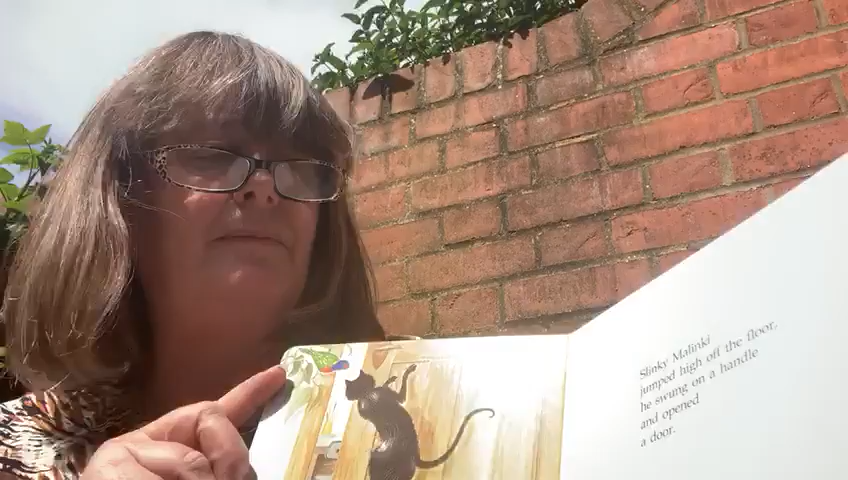 Slinky Malinki
jumped high off the floor,
he swung on a handle
and opened
a door.